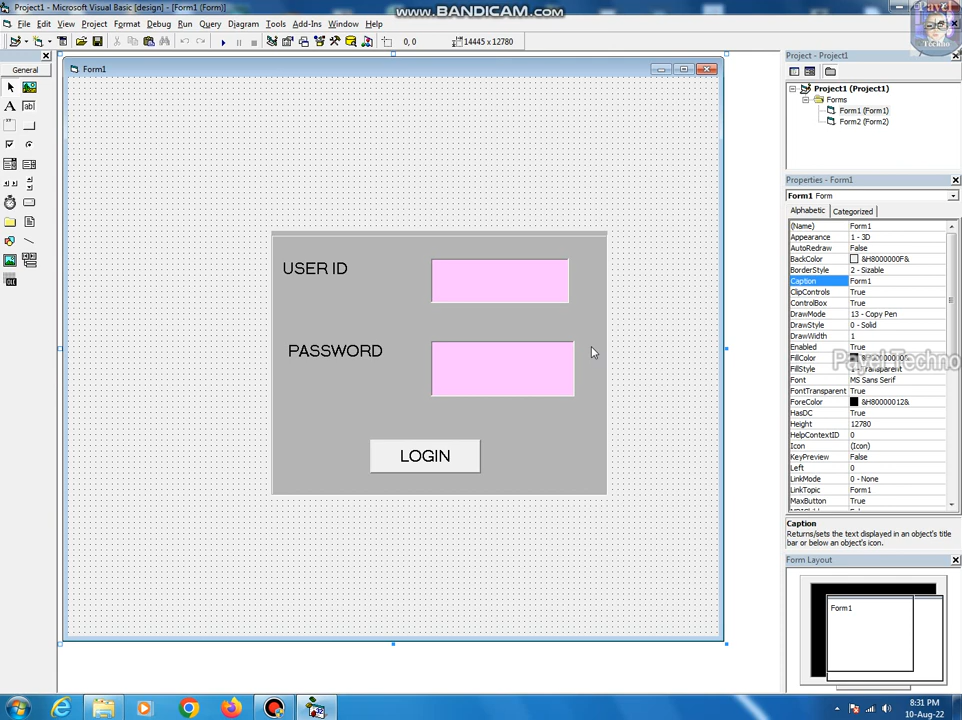 Project1 - Microsoft Visual Basic [design] - [Form1 (Form)]
www.BANDICAM.com
Payel
Techno
File Edit View Project Format Debug Run Query Diagram Tools Add-Ins Window Help
0, 0
14445 x 12780
General
Form1
USER ID
PASSWORD
LOGIN
Project - Project1
Project1 (Project1)
Forms
Form1 (Form1)
Form2 (Form2)
Properties - Form1
Form1 Form
Alphabetic Categorized
(Name) Form1
Appearance 1 - 3D
AutoRedraw False
BackColor &H8000000F&
BorderStyle 2 - Sizable
Caption Form1
ClipControls True
ControlBox True
DrawMode 13 - Copy Pen
DrawStyle 0 - Solid
DrawWidth 1
Enabled True
FillColor
Payel Techno
FillStyle
Font MS Sans Serif
FontTransparent True
ForeColor &H80000012&
HasDC True
Height 12780
HelpContextID 0
Icon (Icon)
KeyPreview False
Left 0
LinkMode 0 - None
LinkTopic Form1
MaxButton True
Caption
Returns/sets the text displayed in an object's title
bar or below an object's icon.
Form Layout
Form1
8:31 PM
10-Aug-22